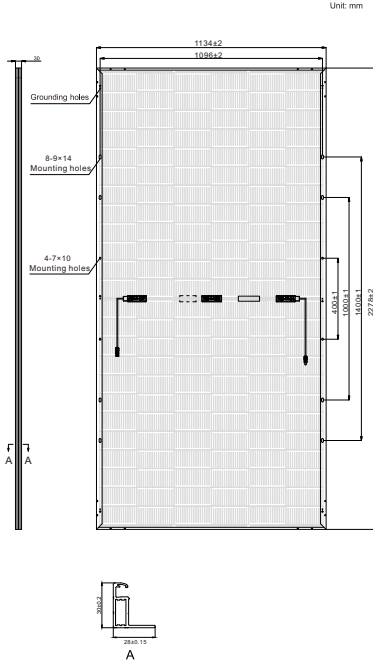 Unit: mm
1134±2
1096±2
30
Grounding holes
8-9×14
Mounting holes
4-7×10
Mounting holes
400±1
1000±1
1400±1
2278±2
A A
30±0.2
28±0.15
A